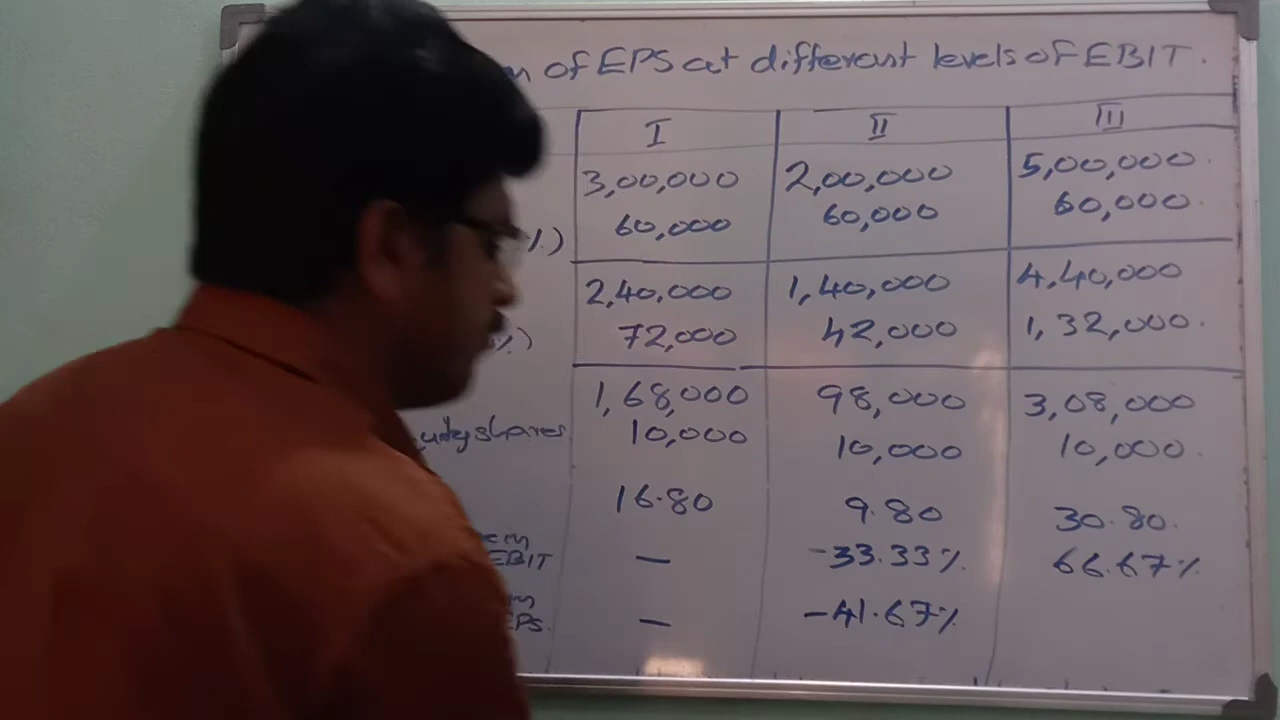 of EPS at different levels of EBIT.
I II III
3,00,000 2,00,000 5,00,000.
60,000 60,000 60,000.
%)
2,40,000 1,40,000 4,40,000
72,000 42,000 1,32,000.
%)
1,68,000 98,000 3,08,000
shares 10,000 10,000 10,000.
16.80 9.80 30.80.
EBIT — -33.33% 66.67%
EPS. — -41.67%